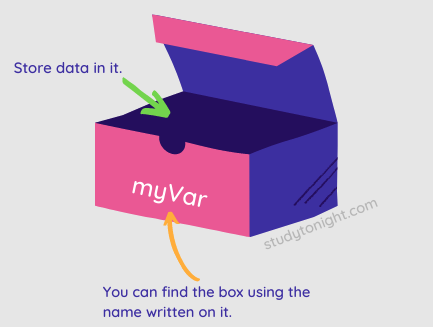 Store data in it.
myVar
studytonight.com
You can find the box using the
name written on it.